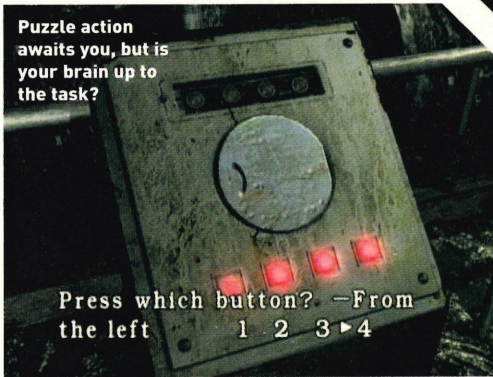 Puzzle action
awaits you, but is
your brain up to
the task?
Press which button? —From
the left 1 2 3 ►4